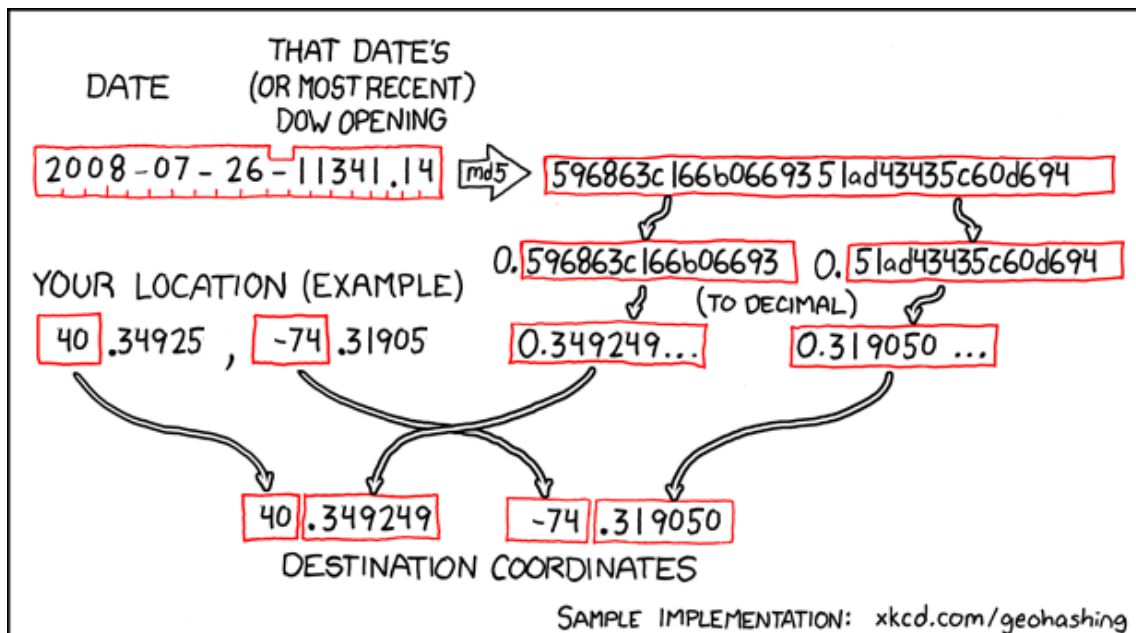 DATE
THAT DATE'S
(OR MOST RECENT)
DOW OPENING
2008-07-26-11341.14
md5
596863c166b0669351ad43435c60d694
0.596863c166b06693
0.51ad43435c60d694
(TO DECIMAL)
YOUR LOCATION (EXAMPLE)
40.34925, -74.31905
0.349249...
0.319050 ...
40.349249
-74.319050
DESTINATION COORDINATES
SAMPLE IMPLEMENTATION: xkcd.com/geohashing